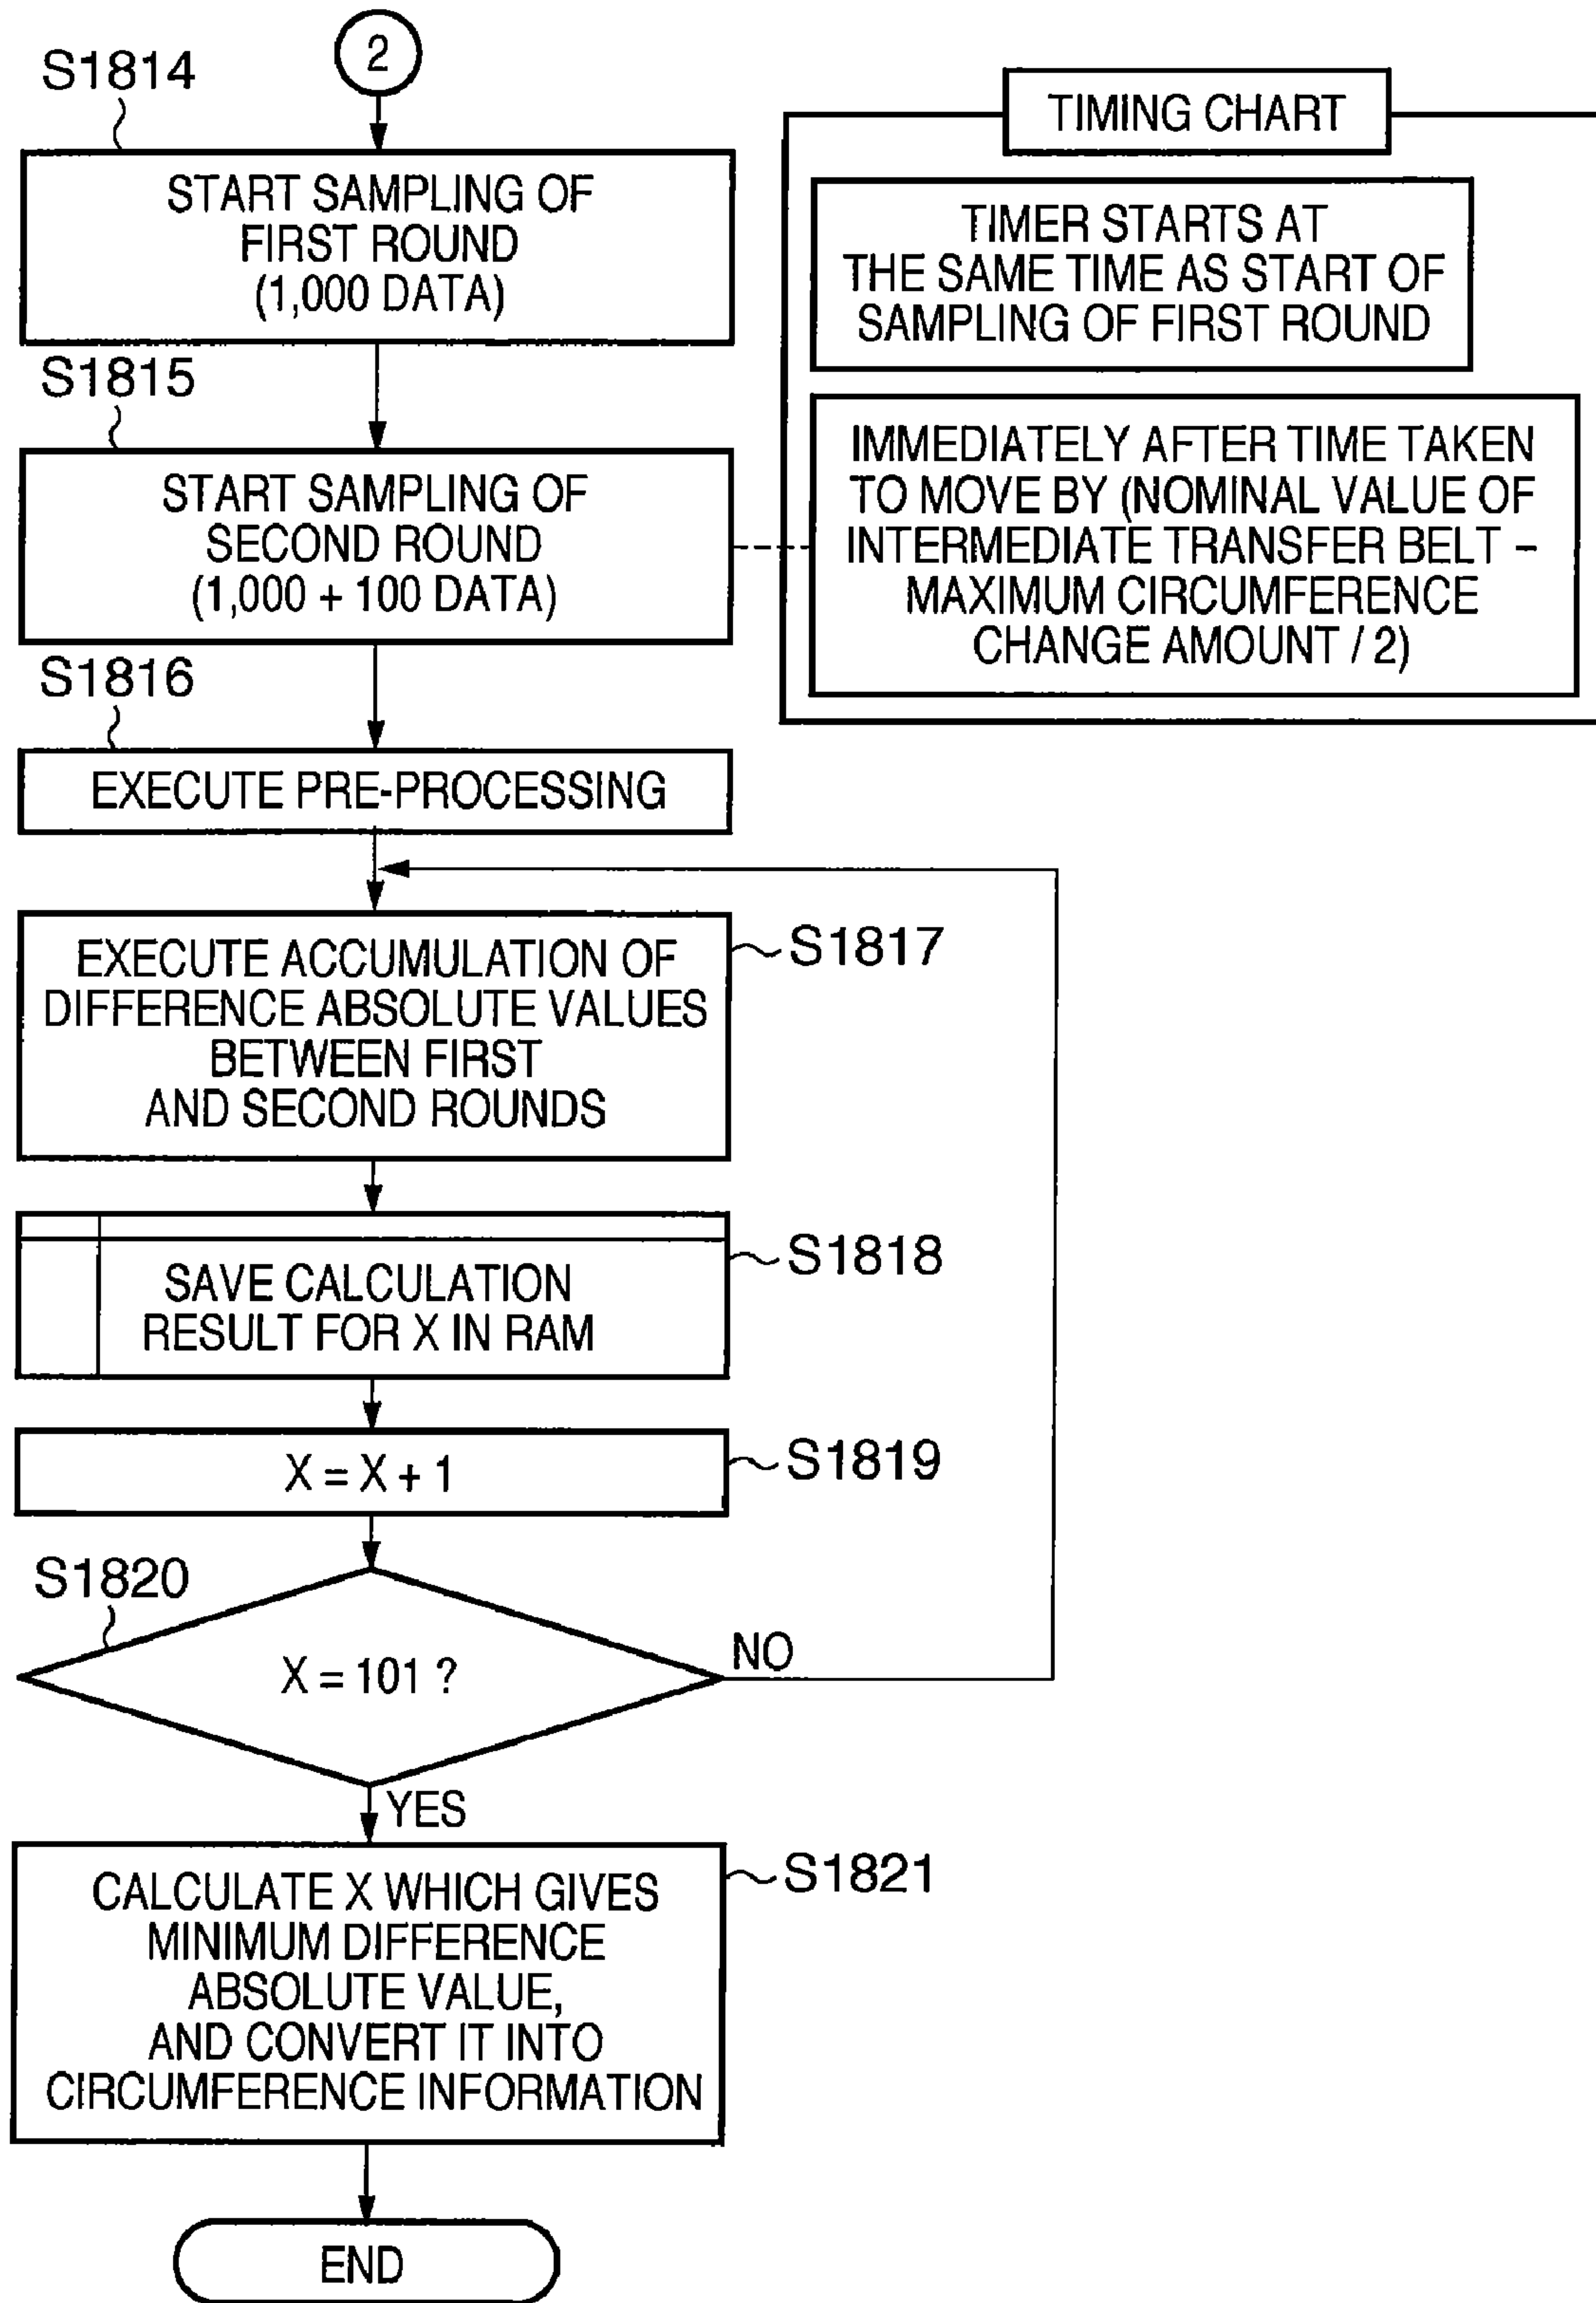 2
S1814
START SAMPLING OF
FIRST ROUND
(1,000 DATA)
TIMING CHART
TIMER STARTS AT
THE SAME TIME AS START OF
SAMPLING OF FIRST ROUND
S1815
START SAMPLING OF
SECOND ROUND
(1,000 + 100 DATA)
IMMEDIATELY AFTER TIME TAKEN
TO MOVE BY (NOMINAL VALUE OF
INTERMEDIATE TRANSFER BELT –
MAXIMUM CIRCUMFERENCE
CHANGE AMOUNT / 2)
S1816
EXECUTE PRE-PROCESSING
S1817
EXECUTE ACCUMULATION OF
DIFFERENCE ABSOLUTE VALUES
BETWEEN FIRST
AND SECOND ROUNDS
S1818
SAVE CALCULATION
RESULT FOR X IN RAM
S1819
X = X + 1
S1820
X = 101 ?
NO
YES
S1821
CALCULATE X WHICH GIVES
MINIMUM DIFFERENCE
ABSOLUTE VALUE,
AND CONVERT IT INTO
CIRCUMFERENCE INFORMATION
END